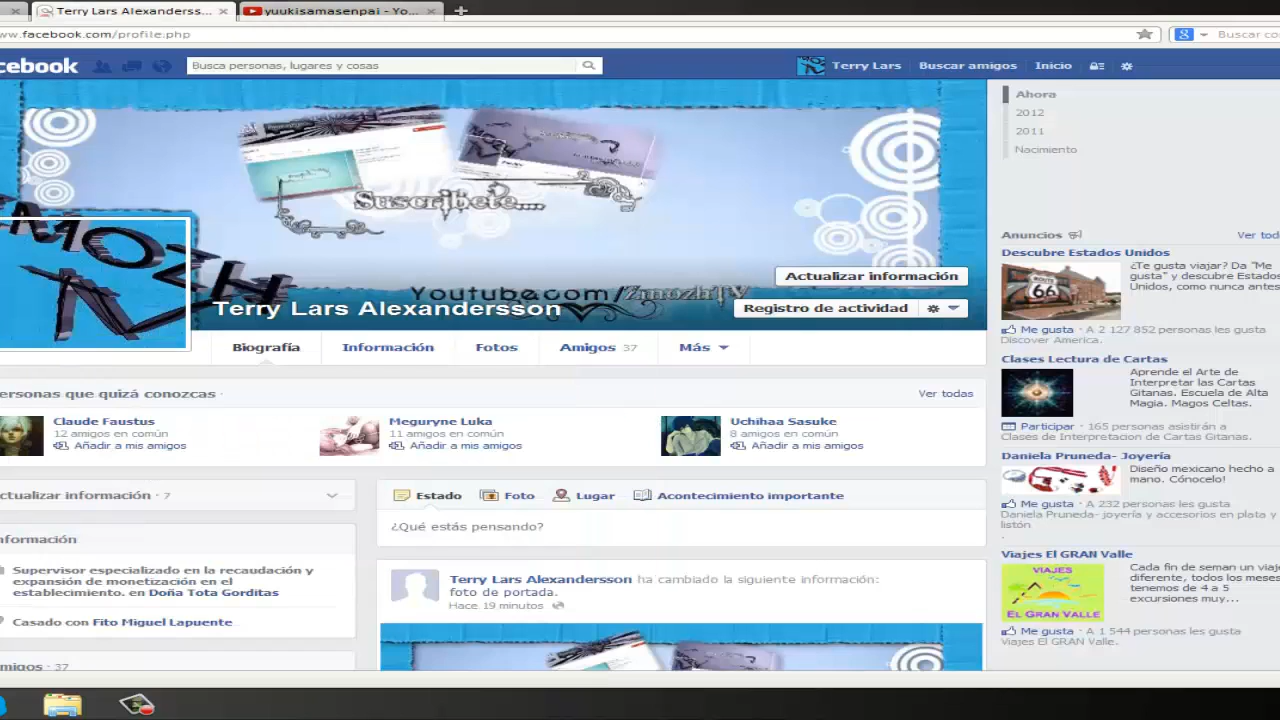 Terry Lars Alexanderss...
yuukisamasenpai - Yo...
ww.facebook.com/profile.php
Buscar co
cebook
Busca personas, lugares y cosas
Terry Lars
Buscar amigos
Inicio
Ahora
2012
2011
Nacimiento
Suscribete....
Youtube.com/ZmozhTV
Actualizar información
Terry Lars Alexandersson
Registro de actividad
Biografía
Información
Fotos
Amigos 37
Más
ersonas que quizá conozcas ·
Ver todas
Claude Faustus
12 amigos en común
Añadir a mis amigos
Meguryne Luka
11 amigos en común
Añadir a mis amigos
Uchihaa Sasuke
8 amigos en común
Añadir a mis amigos
ctualizar información · 7
nformación
Supervisor especializado en la recaudación y
expansión de monetización en el
establecimiento. en Doña Tota Gorditas
Casado con Fito Miguel Lapuente
migos · 37
Estado
Foto
Lugar
Acontecimiento importante
¿Qué estás pensando?
Terry Lars Alexandersson ha cambiado la siguiente información:
foto de portada.
Hace 19 minutos
Anuncios
Ver tod
Descubre Estados Unidos
¿Te gusta viajar? Da "Me
gusta" y descubre Estados
Unidos, como nunca antes
ROUTE
66
Me gusta · A 2 127 852 personas les gusta
Discover America.
Clases Lectura de Cartas
Aprende el Arte de
Interpretar las Cartas
Gitanas. Escuela de Alta
Magia. Magos Celtas.
Participar · 165 personas asistirán a
Clases de Interpretacion de Cartas Gitanas.
Daniela Pruneda- Joyería
Diseño mexicano hecho a
mano. Cónocelo!
Me gusta · A 232 personas les gusta
Daniela Pruneda- joyería y accesorios en plata y
listón
.
Viajes El GRAN Valle
Cada fin de seman un viaje
diferente, todos los meses
tenemos de 4 a 5
excursiones muy...
VIAJES
EL GRAN VALLE
Me gusta · A 1 544 personas les gusta
Viajes El GRAN Valle.